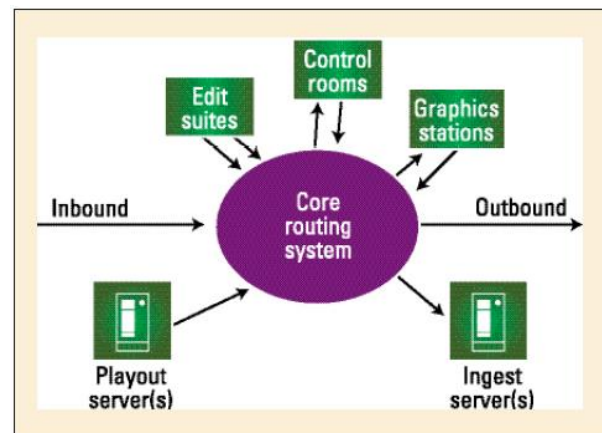 Control
rooms
Edit
suites
Graphics
stations
Inbound
Core
routing
system
Outbound
Playout
server(s)
Ingest
server(s)